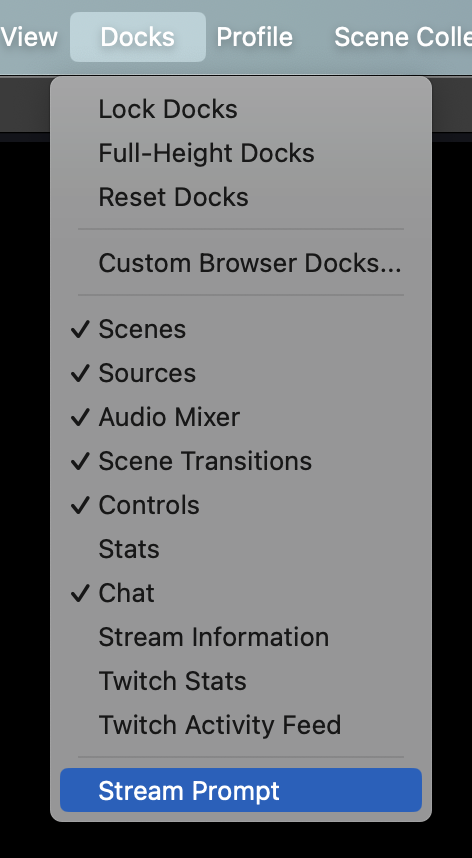 View Docks Profile Scene Colle
Lock Docks
Full-Height Docks
Reset Docks
Custom Browser Docks...
Scenes
Sources
Audio Mixer
Scene Transitions
Controls
Stats
Chat
Stream Information
Twitch Stats
Twitch Activity Feed
Stream Prompt